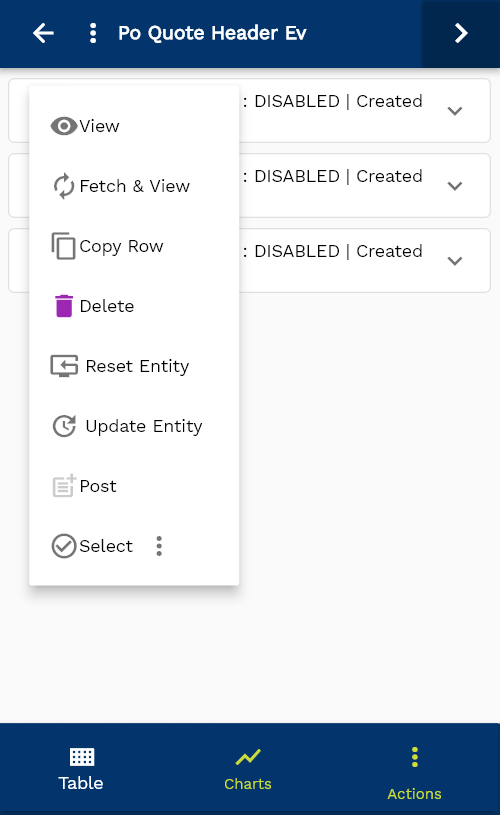 Po Quote Header Ev
: DISABLED | Created
View
: DISABLED | Created
Fetch & View
: DISABLED | Created
Copy Row
Delete
Reset Entity
Update Entity
Post
Select
Table
Charts
Actions